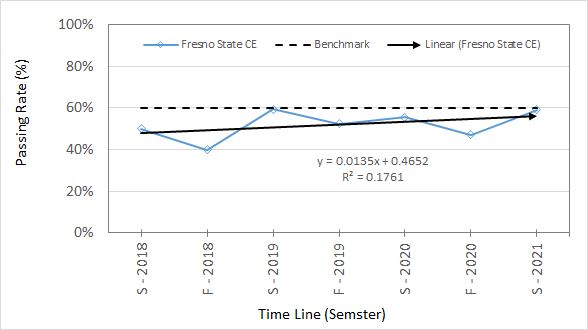 100%
80%
60%
40%
20%
0%
Passing Rate (%)
Fresno State CE
Benchmark
Linear (Fresno State CE)
y = 0.0135x + 0.4652
R² = 0.1761
S - 2018
F - 2018
S - 2019
F - 2019
S - 2020
F - 2020
S - 2021
Time Line (Semster)